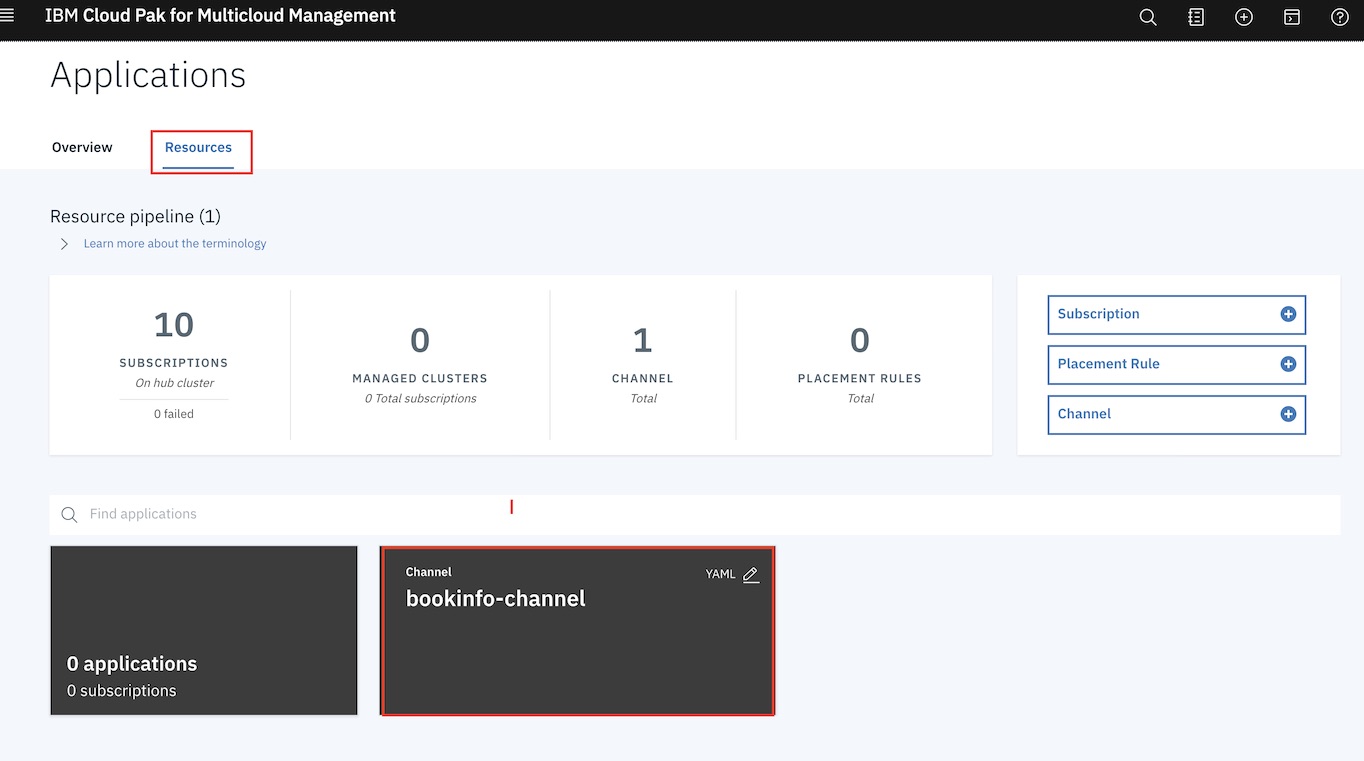 IBM Cloud Pak for Multicloud Management
Applications
Overview
Resources
Resource pipeline (1)
Learn more about the terminology
10
SUBSCRIPTIONS
On hub cluster
0 failed
0
MANAGED CLUSTERS
0 Total subscriptions
1
CHANNEL
Total
0
PLACEMENT RULES
Total
Subscription
Placement Rule
Channel
Find applications
0 applications
0 subscriptions
Channel
YAML
bookinfo-channel